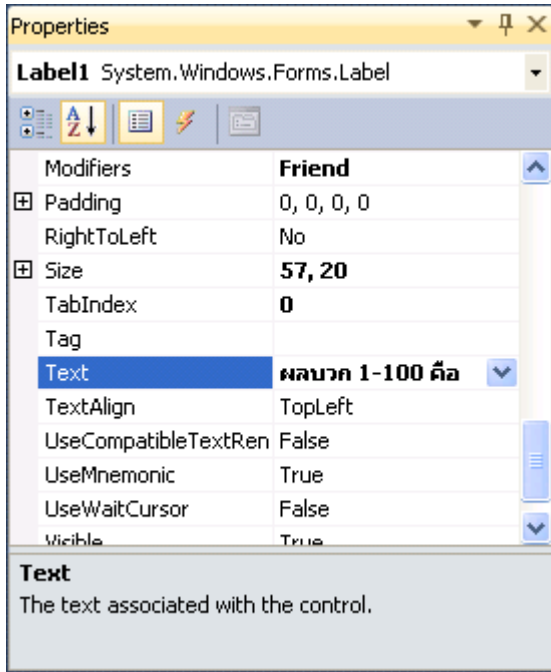 Properties
Label1 System.Windows.Forms.Label
Modifiers Friend
Padding 0, 0, 0, 0
RightToLeft No
Size 57, 20
TabIndex 0
Tag
Text ผลบวก 1-100 คือ
TextAlign TopLeft
UseCompatibleTextRen False
UseMnemonic True
UseWaitCursor False
Visible True
Text
The text associated with the control.